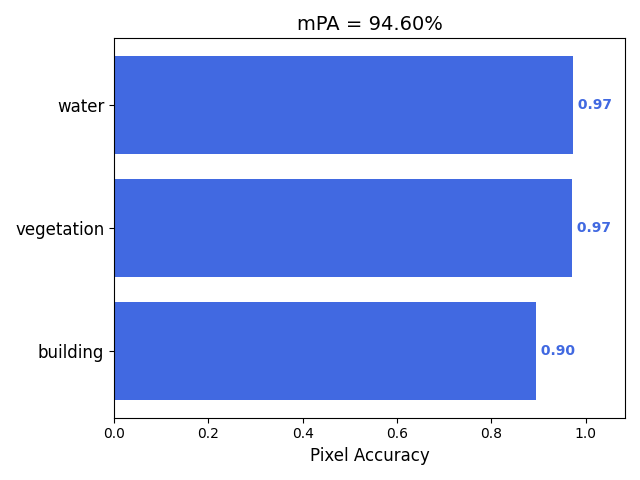 mPA = 94.60%
water
0.97
vegetation
0.97
building
0.90
0.0 0.2 0.4 0.6 0.8 1.0
Pixel Accuracy